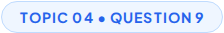 TOPIC 04 • QUESTION 9